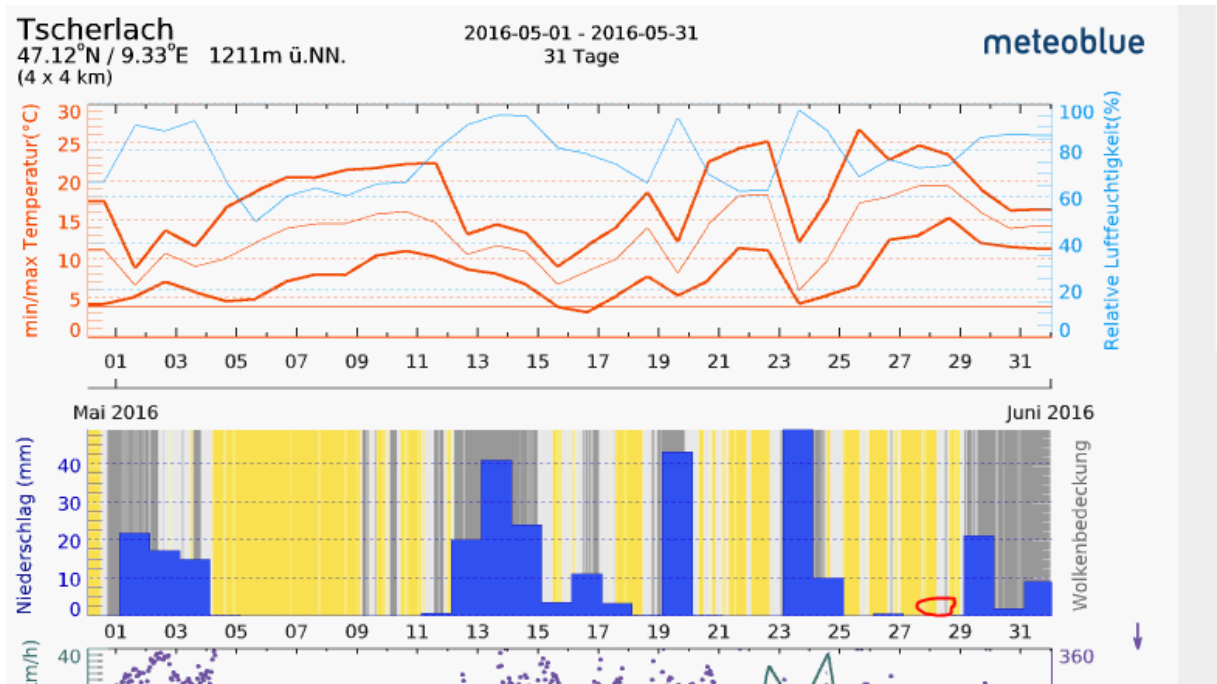 Tscherlach
47.12°N / 9.33°E 1211m ü.NN.
(4 x 4 km)
2016-05-01 - 2016-05-31
31 Tage
meteoblue
min/max Temperatur(°C)
30
25
20
15
10
5
0
Relative Luftfeuchtigkeit(%)
100
80
60
40
20
0
01 03 05 07 09 11 13 15 17 19 21 23 25 27 29 31
Mai 2016 Juni 2016
Niederschlag (mm)
40
30
20
10
0
Wolkenbedeckung
01 03 05 07 09 11 13 15 17 19 21 23 25 27 29 31
m/h)
40
360